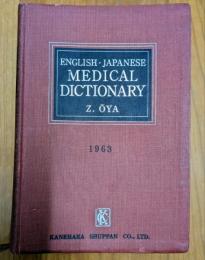 ENGLISH-JAPANESE
MEDICAL
DICTIONARY
Z. ŌYA
1963
KANEHARA SHUPPAN CO., LTD.